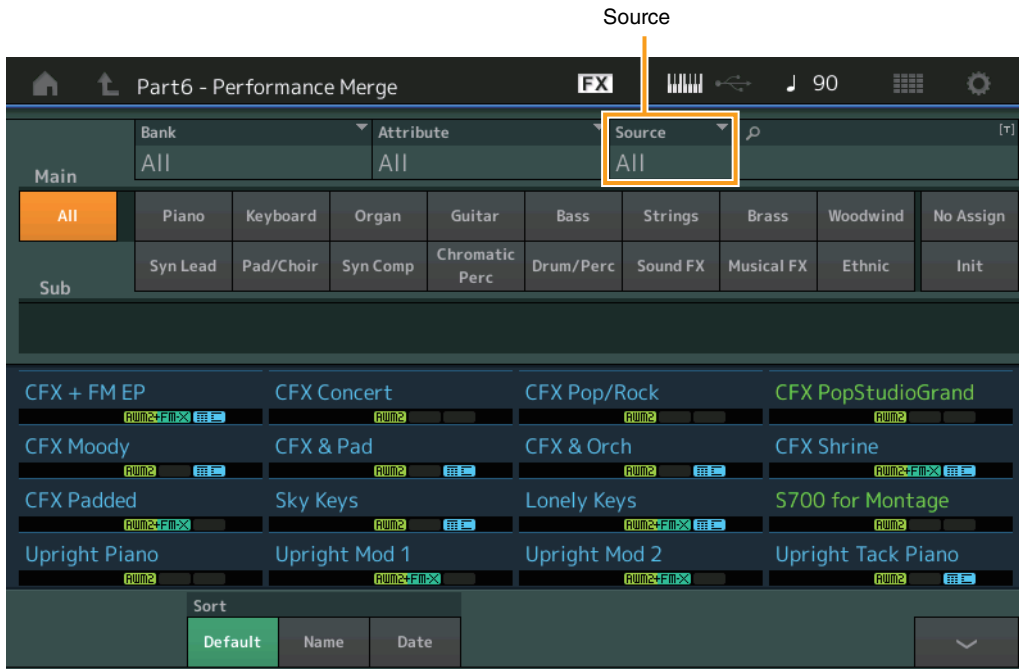 Source
Part6 - Performance Merge FX 90
Bank Attribute Source [T]
Main All All All
All Piano Keyboard Organ Guitar Bass Strings Brass Woodwind No Assign
Sub Syn Lead Pad/Choir Syn Comp Chromatic Perc Drum/Perc Sound FX Musical FX Ethnic Init
CFX + FM EP CFX Concert CFX Pop/Rock CFX PopStudioGrand
AWM2+FM-X AWM2 AWM2 AWM2
CFX Moody CFX & Pad CFX & Orch CFX Shrine
AWM2 AWM2 AWM2 AWM2+FM-X
CFX Padded Sky Keys Lonely Keys S700 for Montage
AWM2+FM-X AWM2 AWM2+FM-X AWM2
Upright Piano Upright Mod 1 Upright Mod 2 Upright Tack Piano
AWM2 AWM2+FM-X AWM2+FM-X AWM2
Sort
Default Name Date